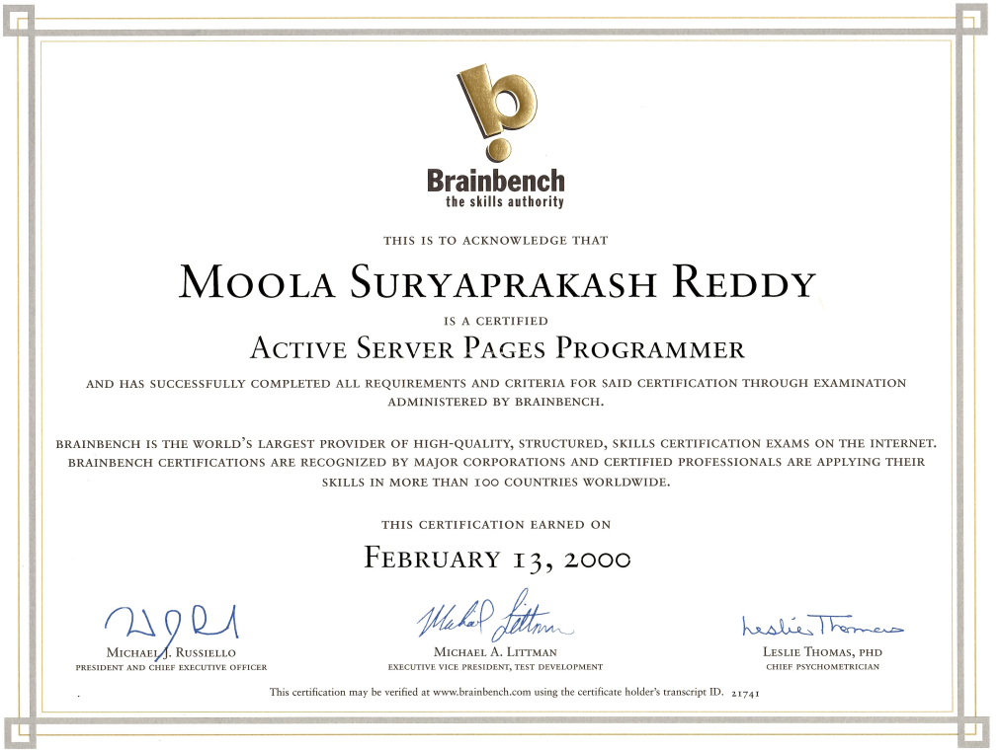 b
Brainbench
the skills authority
THIS IS TO ACKNOWLEDGE THAT
MOOLA SURYAPRAKASH REDDY
IS A CERTIFIED
ACTIVE SERVER PAGES PROGRAMMER
AND HAS SUCCESSFULLY COMPLETED ALL REQUIREMENTS AND CRITERIA FOR SAID CERTIFICATION THROUGH EXAMINATION
ADMINISTERED BY BRAINBENCH.
BRAINBENCH IS THE WORLD'S LARGEST PROVIDER OF HIGH-QUALITY, STRUCTURED, SKILLS CERTIFICATION EXAMS ON THE INTERNET.
BRAINBENCH CERTIFICATIONS ARE RECOGNIZED BY MAJOR CORPORATIONS AND CERTIFIED PROFESSIONALS ARE APPLYING THEIR
SKILLS IN MORE THAN 100 COUNTRIES WORLDWIDE.
THIS CERTIFICATION EARNED ON
FEBRUARY 13, 2000
Michael Littman
Leslie Thomas
MICHAEL J. RUSSIELLO
PRESIDENT AND CHIEF EXECUTIVE OFFICER
MICHAEL A. LITTMAN
EXECUTIVE VICE PRESIDENT, TEST DEVELOPMENT
LESLIE THOMAS, PHD
CHIEF PSYCHOMETRICIAN
This certification may be verified at www.brainbench.com using the certificate holder's transcript ID. 21741